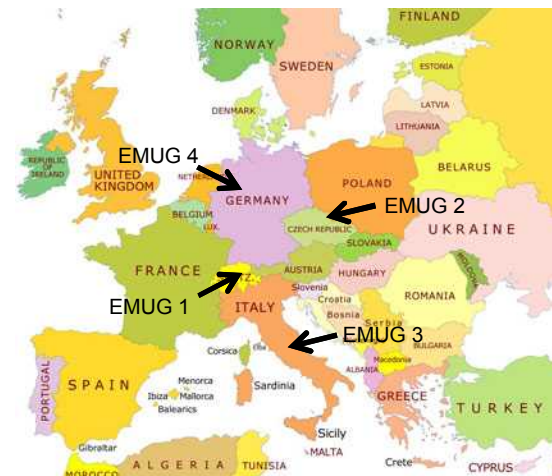 FINLAND
NORWAY
SWEDEN
ESTONIA
LATVIA
DENMARK
LITHUANIA
REPUBLIC
OF
IRELAND
UNITED
KINGDOM
EMUG 4
BELARUS
POLAND
GERMANY
BELGIUM
LUX.
EMUG 2
CZECH REPUBLIC
UKRAINE
SLOVAKIA
FRANCE
AUSTRIA
HUNGARY
MOLDOVA
Slovenia
ROMANIA
EMUG 1
ITALY
Croatia
Bosnia
Serbia
EMUG 3
BULGARIA
Corsica
Elba
Macedonia
ALBANIA
PORTUGAL
SPAIN
Menorca
Ibiza
Mallorca
Balearics
Sardinia
GREECE
TURKEY
Sicily
Gibraltar
MALTA
Crete
CYPRUS
MOROCCO
ALGERIA
TUNISIA